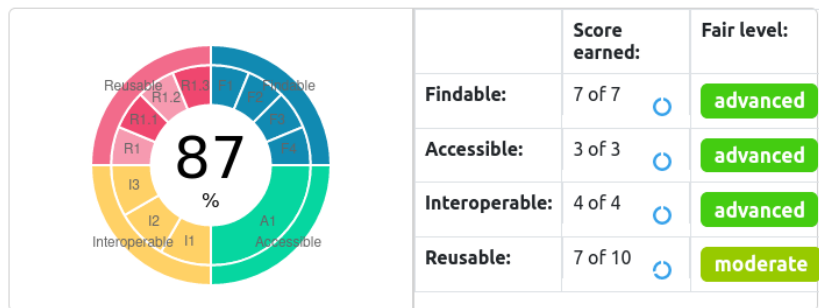 Reusable
Findable
R1.3
F1
R1.2
F2
R1.1
F3
R1
F4
87
%
I3
I2
I1
A1
Interoperable
Accessible
Score earned:
Fair level:
Findable:
7 of 7
advanced
Accessible:
3 of 3
advanced
Interoperable:
4 of 4
advanced
Reusable:
7 of 10
moderate